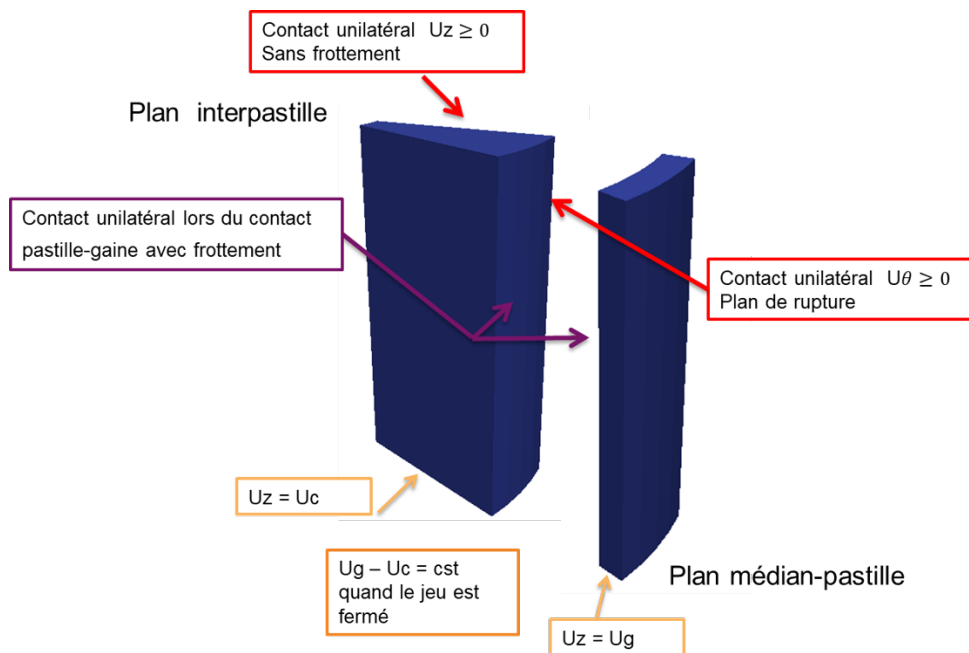 Contact unilatéral Uz ≥ 0
Sans frottement
Plan interpastille
Contact unilatéral lors du contact
pastille-gaine avec frottement
Contact unilatéral Uθ ≥ 0
Plan de rupture
Uz = Uc
Ug – Uc = cst
quand le jeu est
fermé
Plan médian-pastille
Uz = Ug